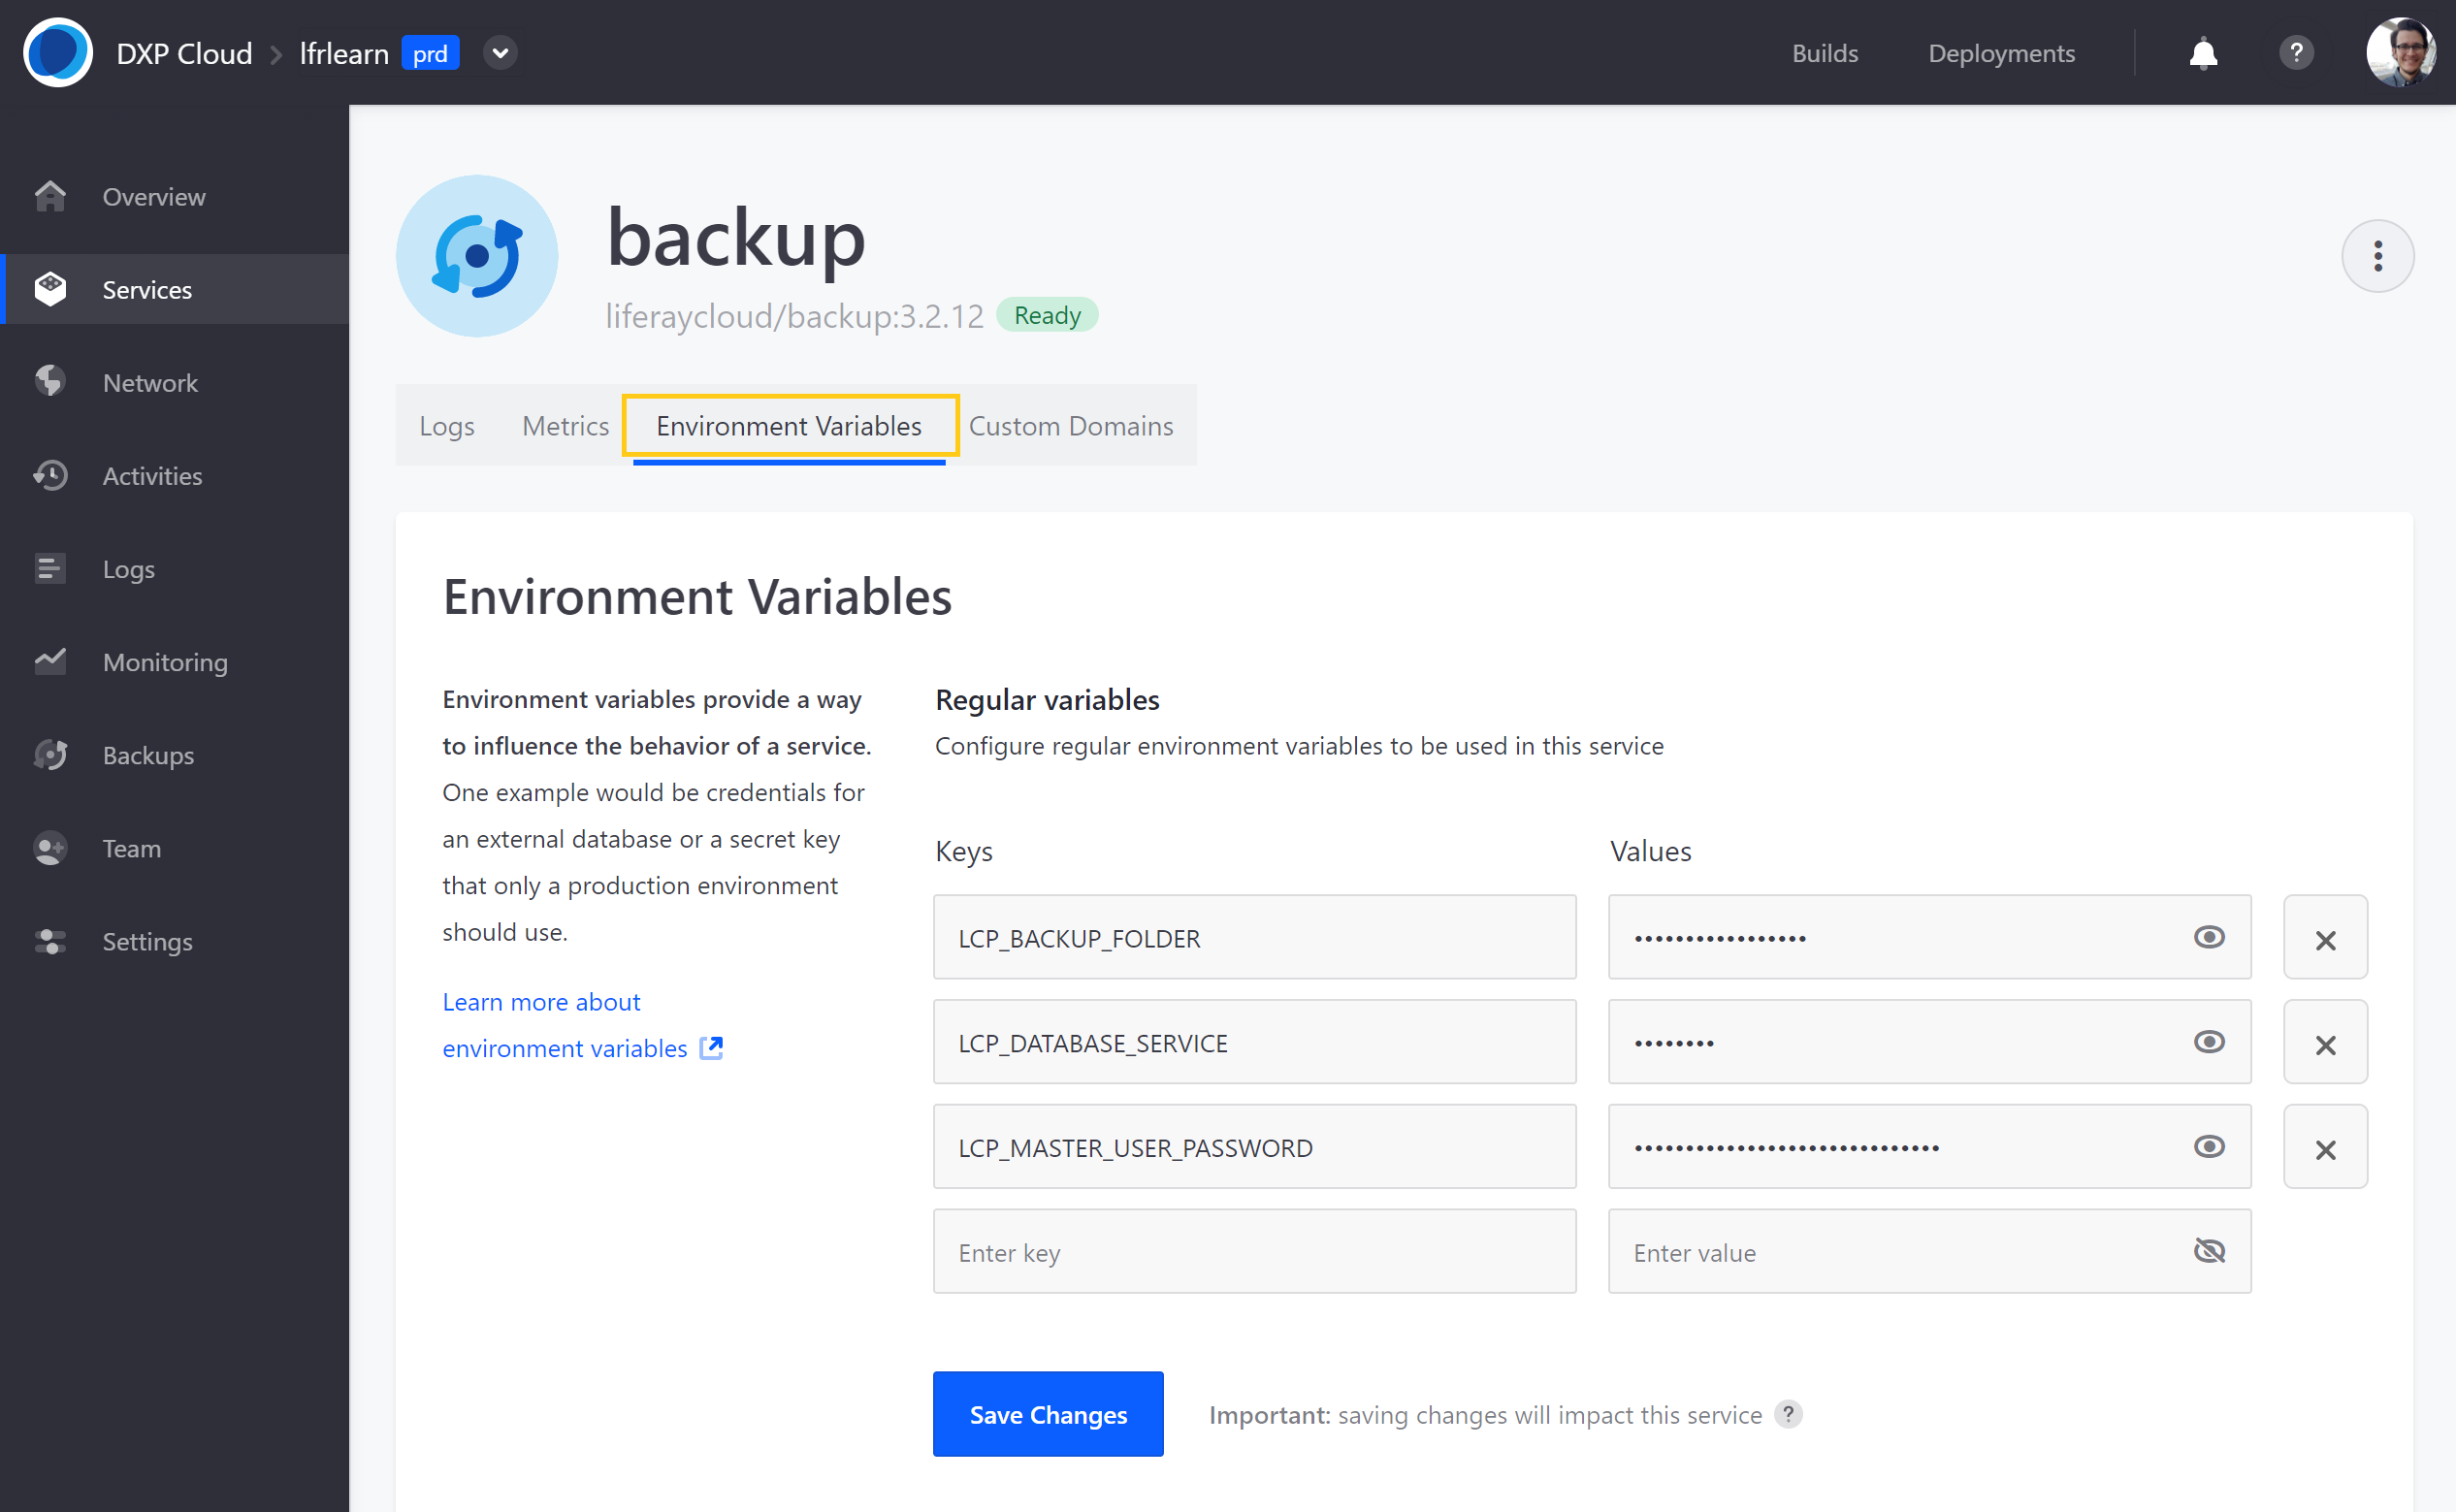 DXP Cloud lfrlearn prd
Builds Deployments ?
Overview
Services
Network
Activities
Logs
Monitoring
Backups
Team
Settings
backup
liferaycloud/backup:3.2.12 Ready
Logs Metrics Environment Variables Custom Domains
Environment Variables
Environment variables provide a way
to influence the behavior of a service.
One example would be credentials for
an external database or a secret key
that only a production environment
should use.
Learn more about
environment variables
Regular variables
Configure regular environment variables to be used in this service
Keys Values
LCP_BACKUP_FOLDER •••••••••••••••••
LCP_DATABASE_SERVICE ••••••••
LCP_MASTER_USER_PASSWORD ••••••••••••••••••••••••••••••
Enter key Enter value
Save Changes Important: saving changes will impact this service ?